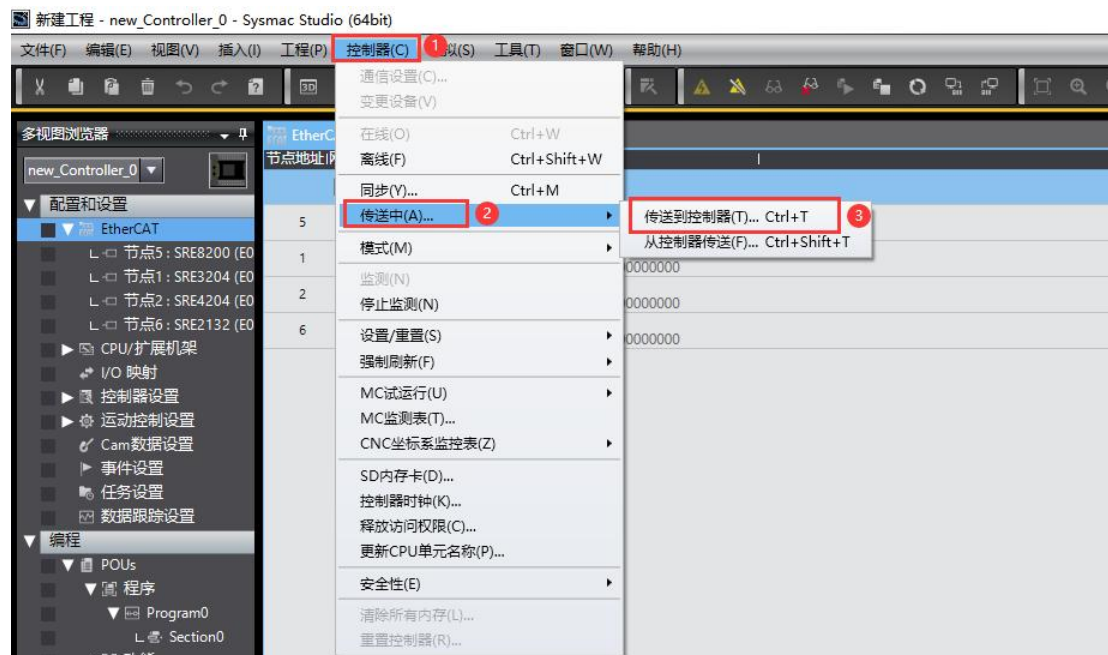 新建工程 - new_Controller_0 - Sysmac Studio (64bit)
文件(F) 编辑(E) 视图(V) 插入(I) 工程(P) 控制器(C) 1 (S) 工具(T) 窗口(W) 帮助(H)
3D
多视图浏览器
new_Controller_0
配置和设置
EtherCAT
节点5 : SRE8200 (E0
节点1 : SRE3204 (E0
节点2 : SRE4204 (E0
节点6 : SRE2132 (E0
CPU/扩展机架
I/O 映射
控制器设置
运动控制设置
Cam数据设置
事件设置
任务设置
数据跟踪设置
编程
POUs
程序
Program0
Section0
EtherC
节点地址
5
1
2
6
0000000
0000000
0000000
通信设置(C)...
变更设备(V)
在线(O) Ctrl+W
离线(F) Ctrl+Shift+W
同步(Y)... Ctrl+M
传送中(A)... 2
模式(M)
监测(N)
停止监测(N)
设置/重置(S)
强制刷新(F)
MC试运行(U)
MC监测表(T)...
CNC坐标系监控表(Z)
SD内存卡(D)...
控制器时钟(K)...
释放访问权限(C)...
更新CPU单元名称(P)...
安全性(E)
清除所有内存(L)...
重置控制器(R)...
传送到控制器(T)... Ctrl+T 3
从控制器传送(F)... Ctrl+Shift+T